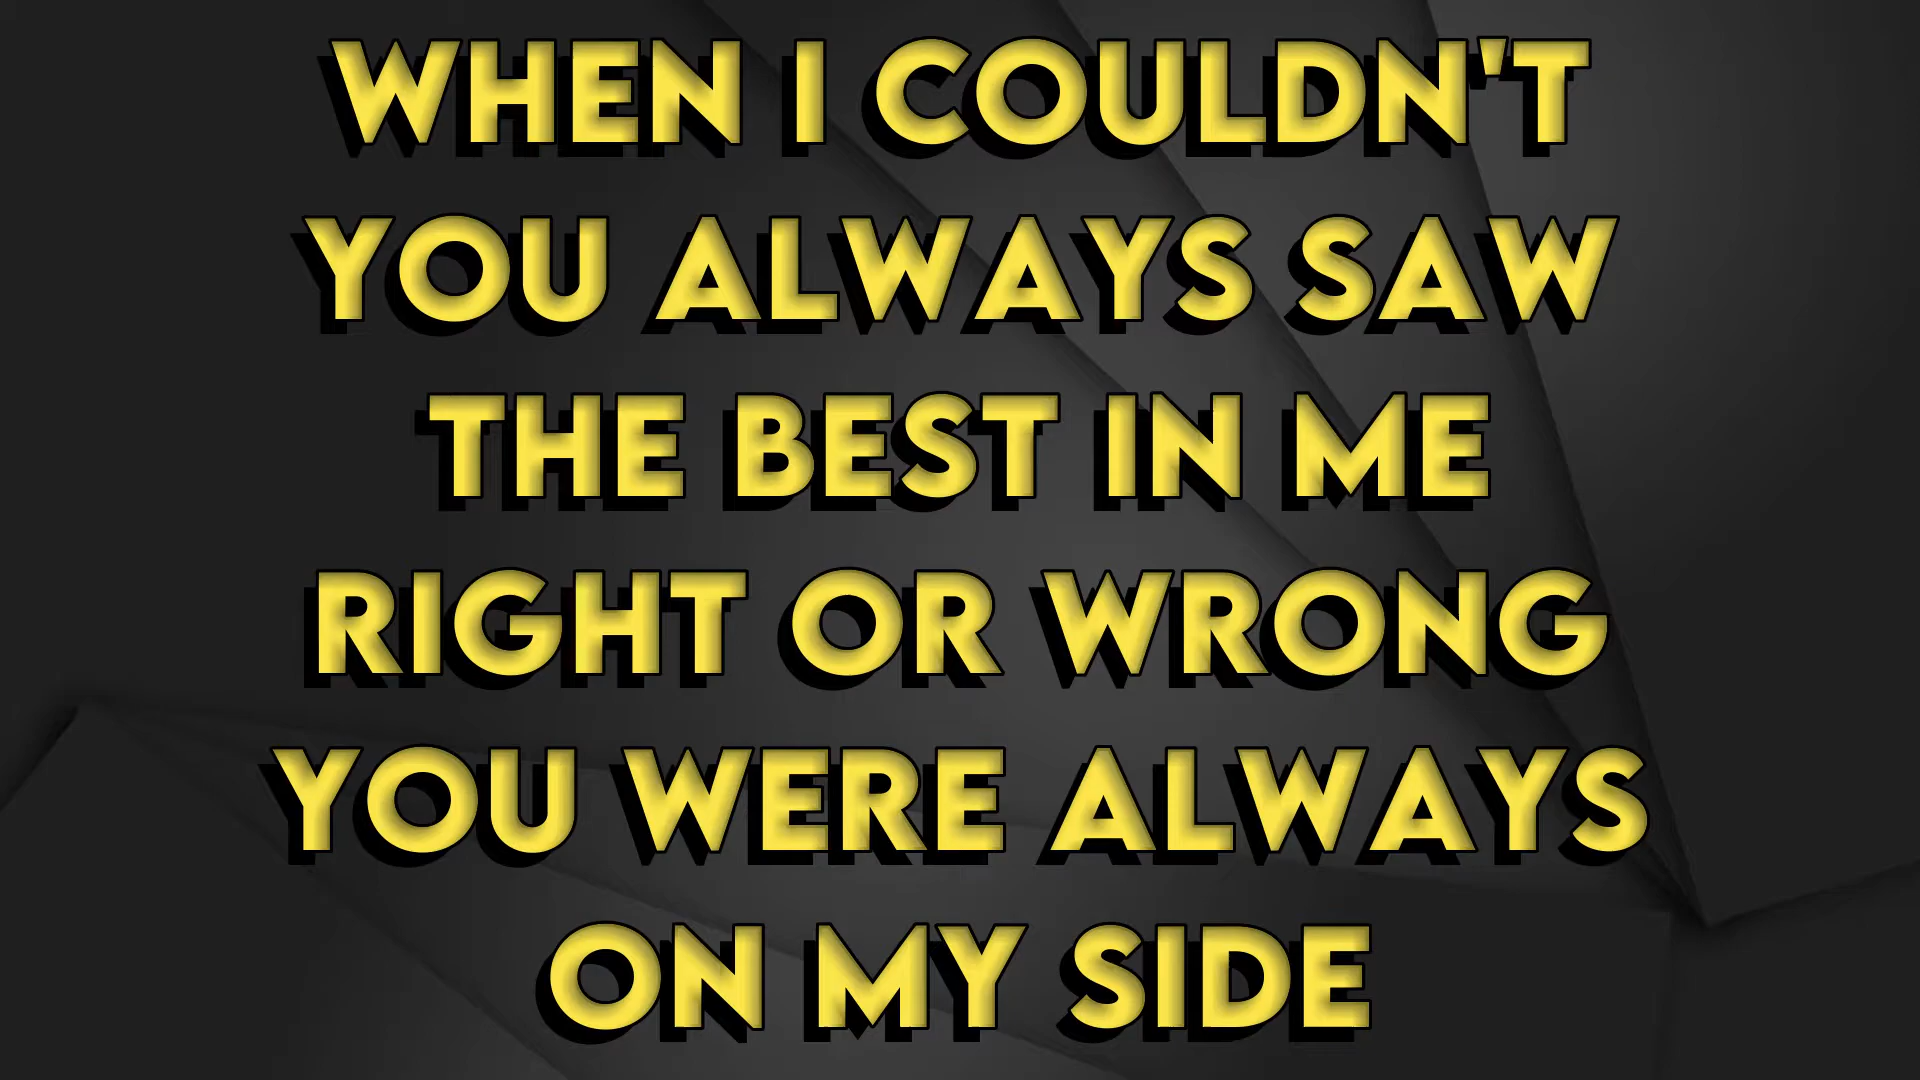 WHEN I COULDN'T
YOU ALWAYS SAW
THE BEST IN ME
RIGHT OR WRONG
YOU WERE ALWAYS
ON MY SIDE